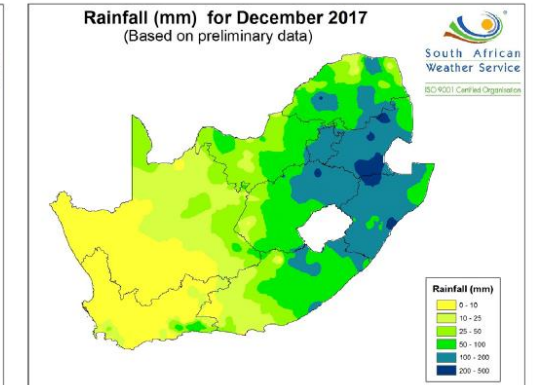 Rainfall (mm) for December 2017
(Based on preliminary data)
South African
Weather Service
ISO 9001 Certified Organisation
Rainfall (mm)
0 - 10
10 - 25
25 - 50
50 - 100
100 - 200
200 - 500